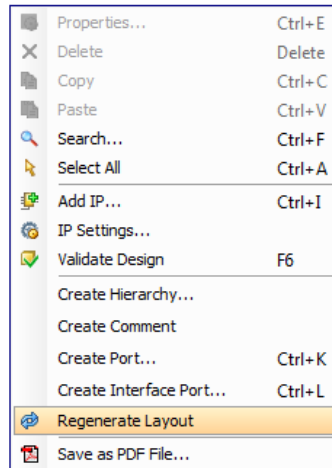 Properties... Ctrl+E
Delete Delete
Copy Ctrl+C
Paste Ctrl+V
Search... Ctrl+F
Select All Ctrl+A
Add IP... Ctrl+I
IP Settings...
Validate Design F6
Create Hierarchy...
Create Comment
Create Port... Ctrl+K
Create Interface Port... Ctrl+L
Regenerate Layout
Save as PDF File...